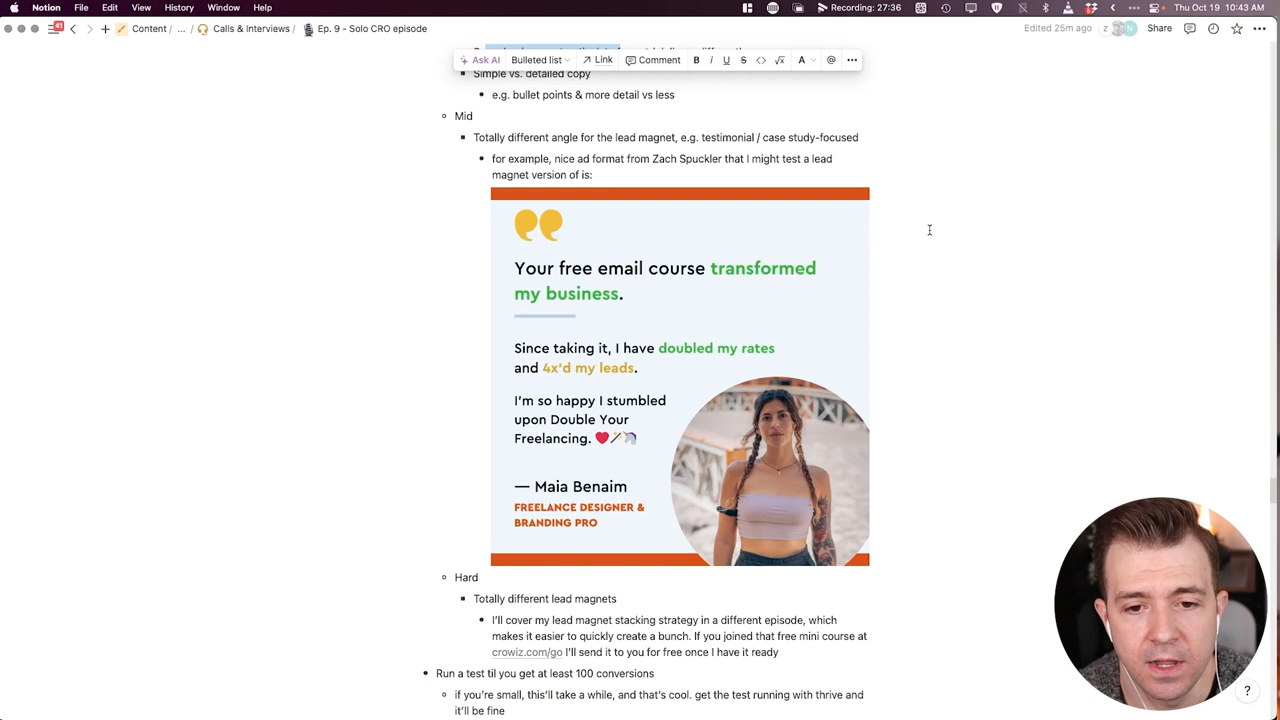 Notion File Edit View History Window Help Recording: 27:36 Thu Oct 19 10:43 AM
41 Content / ... / Calls & Interviews / Ep. 9 - Solo CRO episode Edited 25m ago Z N Share
Ask AI Bulleted list Link Comment B i U S <> √x A @ •••
Simple vs. detailed copy
e.g. bullet points & more detail vs less
Mid
Totally different angle for the lead magnet, e.g. testimonial / case study-focused
for example, nice ad format from Zach Spuckler that I might test a lead
magnet version of is:
Your free email course transformed
my business.
Since taking it, I have doubled my rates
and 4x'd my leads.
I'm so happy I stumbled
upon Double Your
Freelancing. ❤️🪄🦄
— Maia Benaim
FREELANCE DESIGNER &
BRANDING PRO
Hard
Totally different lead magnets
I'll cover my lead magnet stacking strategy in a different episode, which
makes it easier to quickly create a bunch. If you joined that free mini course at
crowiz.com/go I'll send it to you for free once I have it ready
Run a test til you get at least 100 conversions
if you're small, this'll take a while, and that's cool. get the test running with thrive and
it'll be fine
?